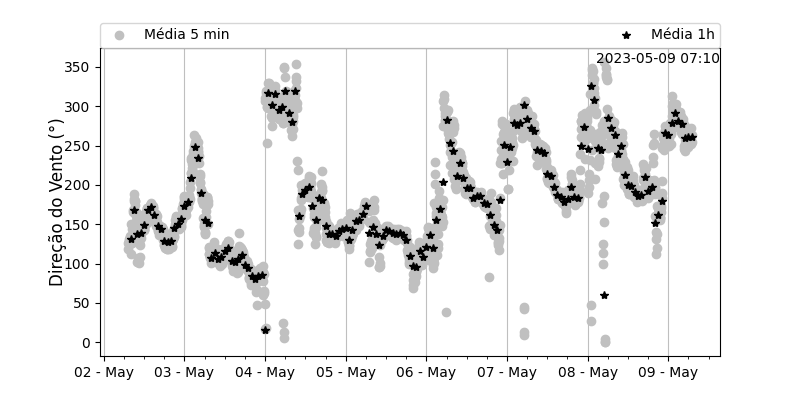 Média 5 min
Média 1h
2023-05-09 07:10
Direção do Vento (°)
350
300
250
200
150
100
50
0
02 - May
03 - May
04 - May
05 - May
06 - May
07 - May
08 - May
09 - May